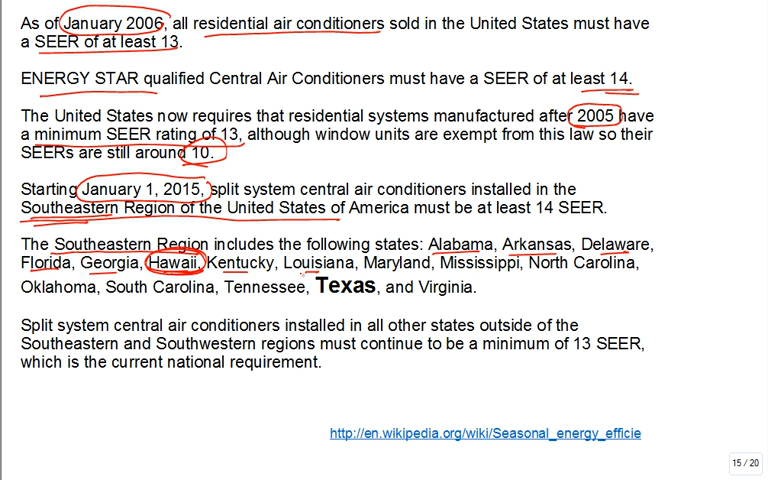 As of January 2006, all residential air conditioners sold in the United States must have
a SEER of at least 13.
ENERGY STAR qualified Central Air Conditioners must have a SEER of at least 14.
The United States now requires that residential systems manufactured after 2005 have
a minimum SEER rating of 13, although window units are exempt from this law so their
SEERs are still around 10.
Starting January 1, 2015, split system central air conditioners installed in the
Southeastern Region of the United States of America must be at least 14 SEER.
The Southeastern Region includes the following states: Alabama, Arkansas, Delaware,
Florida, Georgia, Hawaii, Kentucky, Louisiana, Maryland, Mississippi, North Carolina,
Oklahoma, South Carolina, Tennessee, Texas, and Virginia.
Split system central air conditioners installed in all other states outside of the
Southeastern and Southwestern regions must continue to be a minimum of 13 SEER,
which is the current national requirement.
http://en.wikipedia.org/wiki/Seasonal_energy_efficie
15 / 20